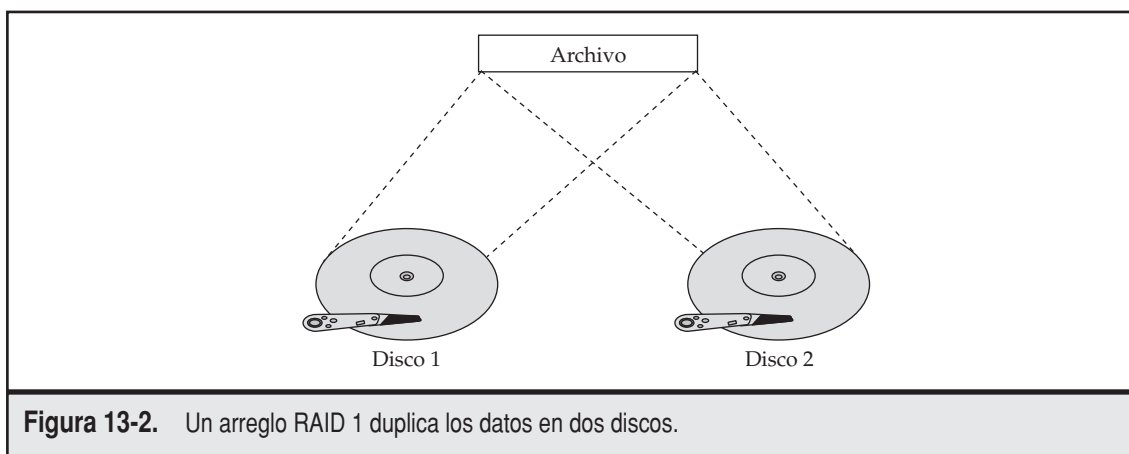 Archivo
Disco 1
Disco 2
Figura 13-2. Un arreglo RAID 1 duplica los datos en dos discos.